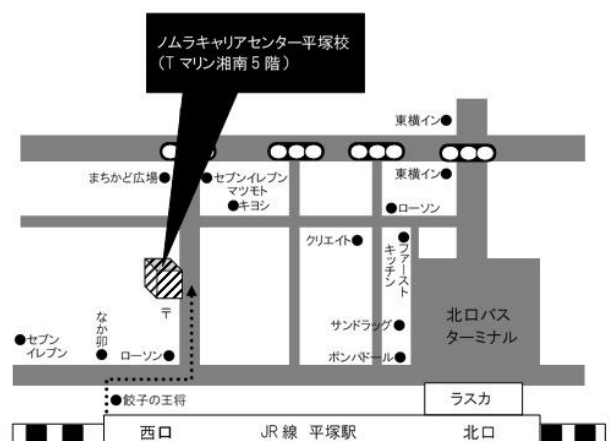 ノムラキャリアセンター平塚校
（Tマリン湘南5階）
東横イン
まちかど広場
セブンイレブン
東横イン
マツモト
キヨシ
ローソン
クリエイト
ファースト
キッチン
北口バス
ターミナル
〒
サンドラッグ
セブン
イレブン
なか卯
ローソン
ポンパドール
餃子の王将
ラスカ
西口
JR線 平塚駅
北口